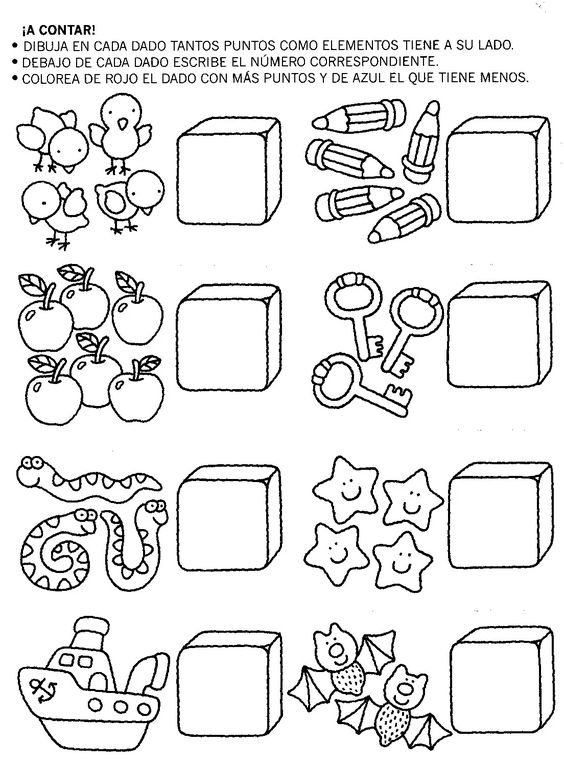 ¡A CONTAR!
• DIBUJA EN CADA DADO TANTOS PUNTOS COMO ELEMENTOS TIENE A SU LADO.
• DEBAJO DE CADA DADO ESCRIBE EL NÚMERO CORRESPONDIENTE.
• COLOREA DE ROJO EL DADO CON MÁS PUNTOS Y DE AZUL EL QUE TIENE MENOS.